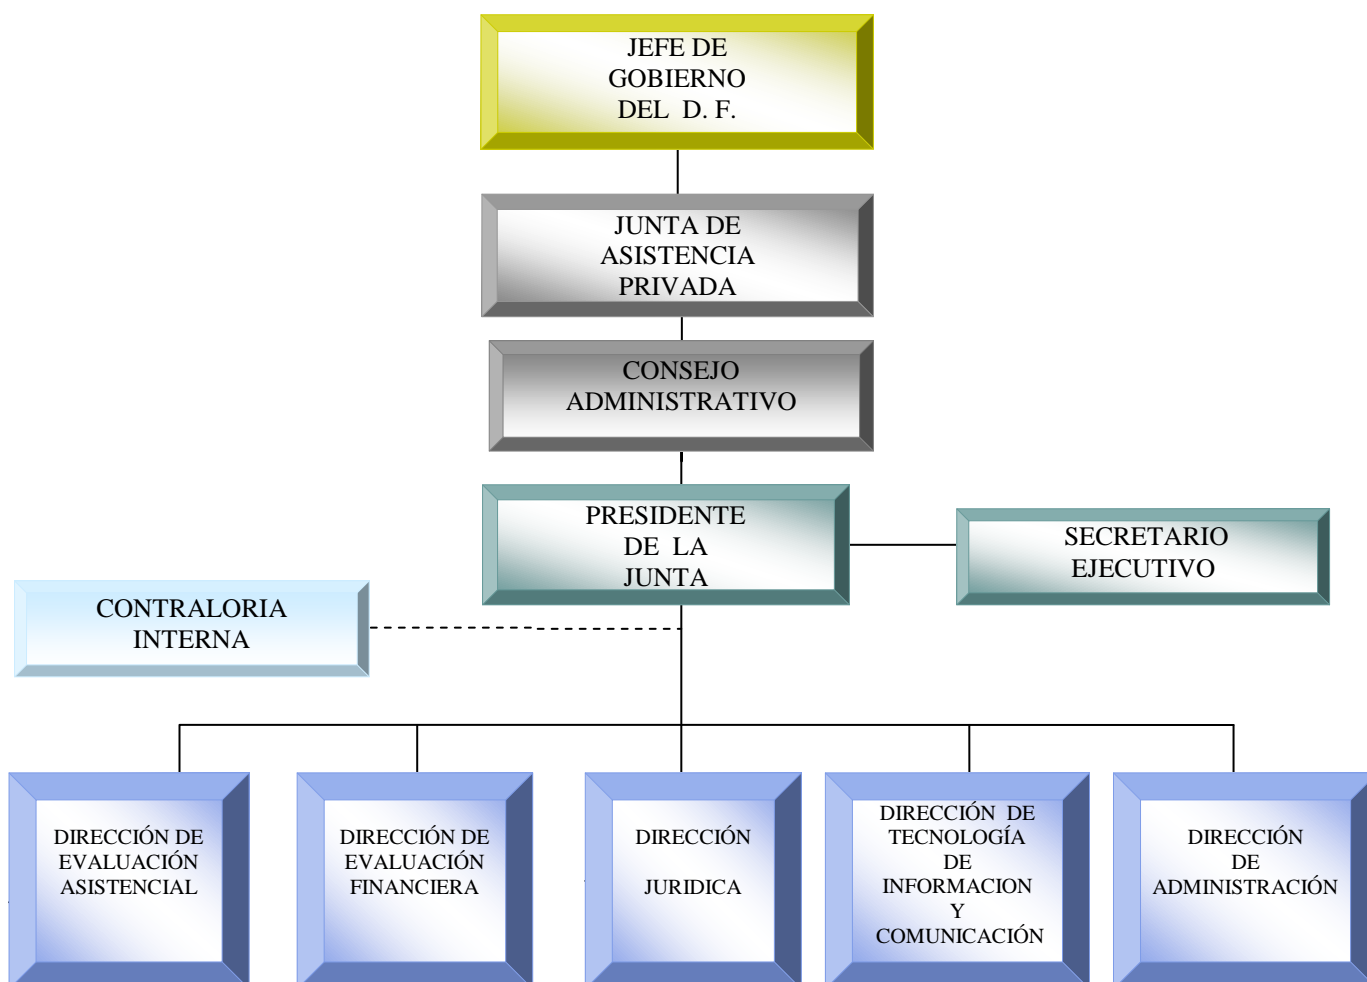 JEFE DE
GOBIERNO
DEL D. F.
JUNTA DE
ASISTENCIA
PRIVADA
CONSEJO
ADMINISTRATIVO
PRESIDENTE
DE LA
JUNTA
SECRETARIO
EJECUTIVO
CONTRALORIA
INTERNA
DIRECCIÓN DE
EVALUACIÓN
ASISTENCIAL
DIRECCIÓN DE
EVALUACIÓN
FINANCIERA
DIRECCIÓN
JURIDICA
DIRECCIÓN DE
TECNOLOGÍA
DE
INFORMACION
Y
COMUNICACIÓN
DIRECCIÓN
DE
ADMINISTRACIÓN